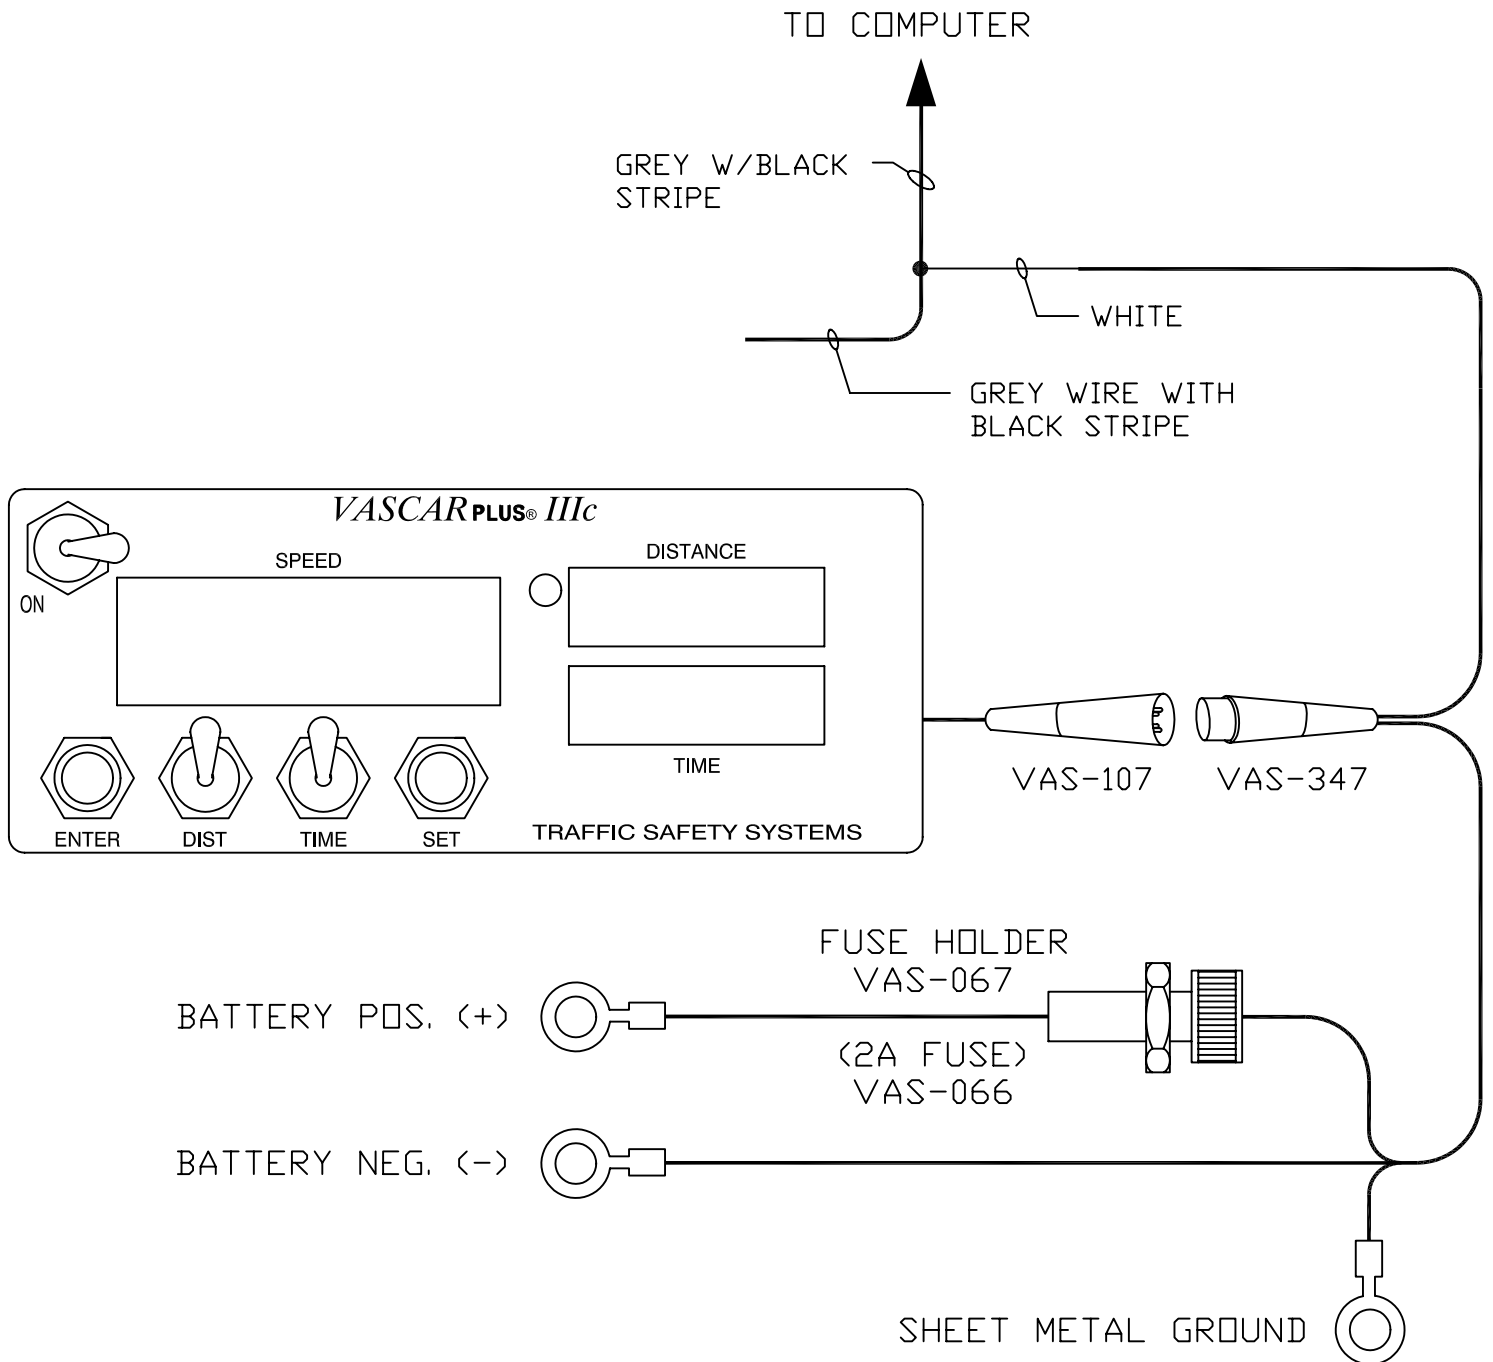 TO COMPUTER
GREY W/BLACK
STRIPE
WHITE
GREY WIRE WITH
BLACK STRIPE
VASCAR PLUS® IIIc
ON
SPEED
DISTANCE
TIME
ENTER
DIST
TIME
SET
TRAFFIC SAFETY SYSTEMS
VAS-107
VAS-347
FUSE HOLDER
VAS-067
BATTERY POS. (+)
(2A FUSE)
VAS-066
BATTERY NEG. (-)
SHEET METAL GROUND